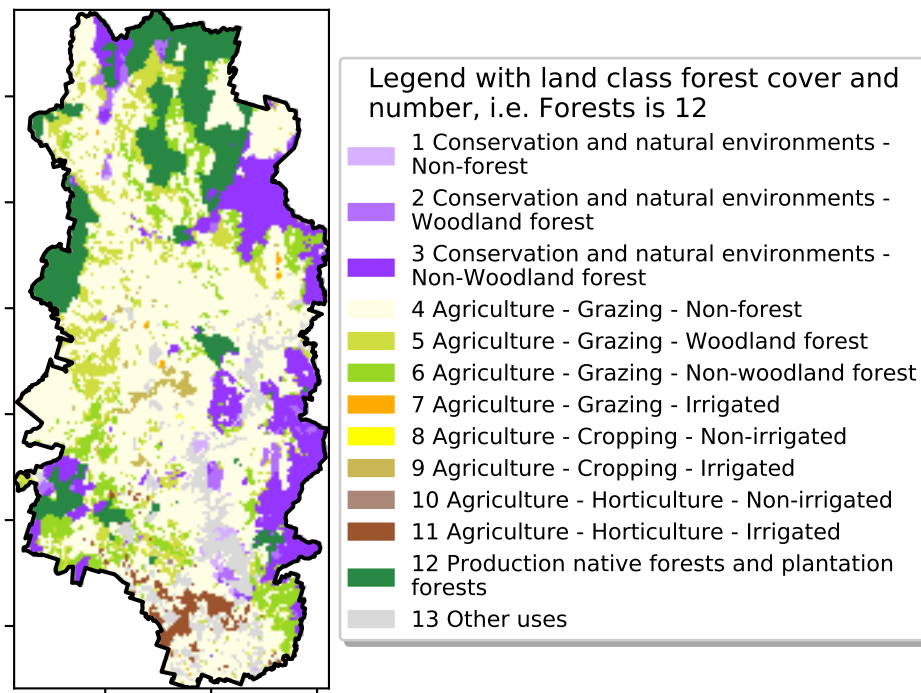 Legend with land class forest cover and
number, i.e. Forests is 12
1 Conservation and natural environments -
Non-forest
2 Conservation and natural environments -
Woodland forest
3 Conservation and natural environments -
Non-Woodland forest
4 Agriculture - Grazing - Non-forest
5 Agriculture - Grazing - Woodland forest
6 Agriculture - Grazing - Non-woodland forest
7 Agriculture - Grazing - Irrigated
8 Agriculture - Cropping - Non-irrigated
9 Agriculture - Cropping - Irrigated
10 Agriculture - Horticulture - Non-irrigated
11 Agriculture - Horticulture - Irrigated
12 Production native forests and plantation
forests
13 Other uses